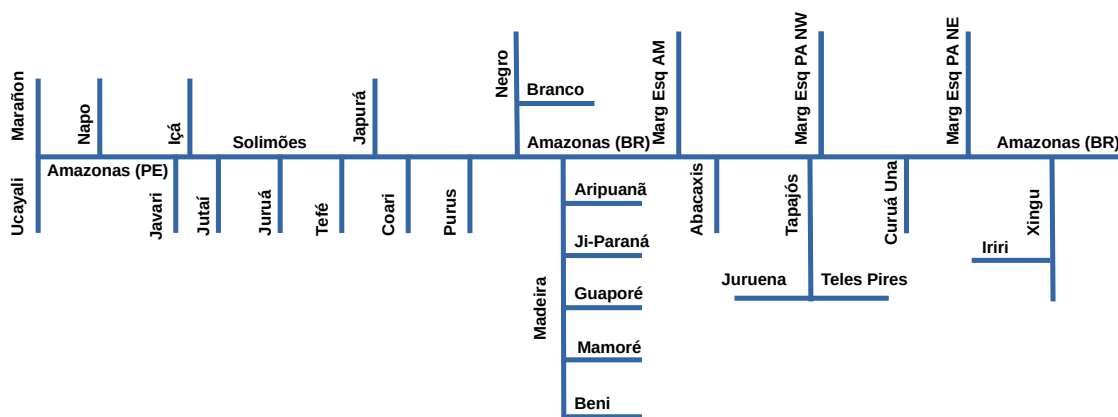 Marañon
Napo
Içá
Solimões
Japurá
Negro
Branco
Amazonas (BR)
Marg Esq AM
Marg Esq PA NW
Marg Esq PA NE
Amazonas (BR)
Ucayali
Amazonas (PE)
Javari
Jutaí
Juruá
Tefé
Coari
Purus
Madeira
Aripuanã
Ji-Paraná
Guaporé
Mamoré
Beni
Abacaxis
Tapajós
Juruena
Teles Pires
Curuá Una
Iriri
Xingu